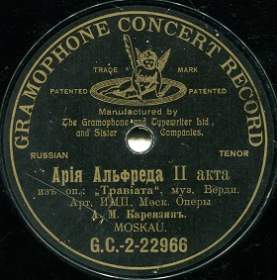 GRAMOPHONE CONCERT RECORD
TRADE MARK
PATENTED PATENTED
Manufactured by
The Gramophone and Typewriter Ltd.,
and Sister Companies.
RUSSIAN TENOR
Арія Альфреда II акта
изъ оп.: „Травіата", муз. Верди.
Арт. ИМП. Моск. Оперы
А. М. Карензинъ.
MOSKAU.
G.C.-2-22966